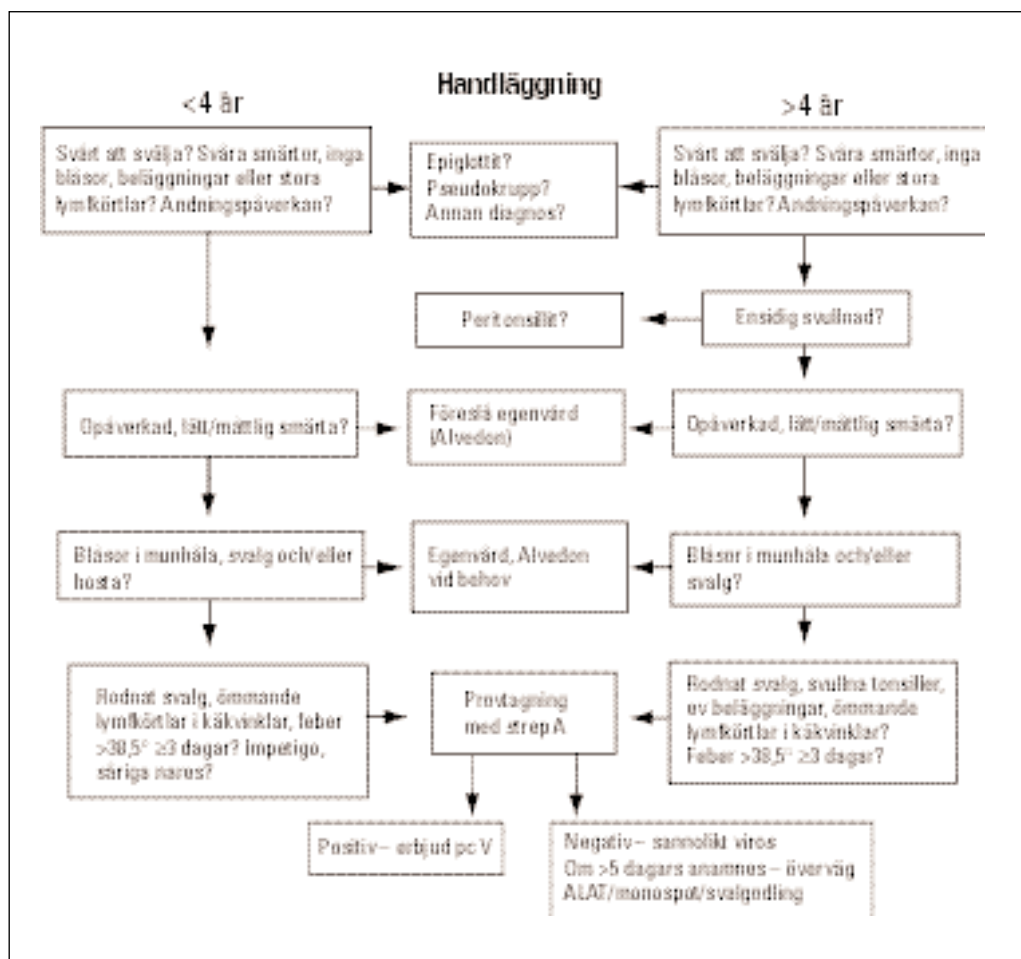 Handläggning
<4 år
>4 år
Svårt att svälja? Svåra smärtor, inga
blåsor, beläggningar eller stora
lymfkörtlar? Andningspåverkan?
Epiglottit?
Pseudokrupp?
Annan diagnos?
Svårt att svälja? Svåra smärtor, inga
blåsor, beläggningar eller stora
lymfkörtlar? Andningspåverkan?
Peritonsillit?
Ensidig svullnad?
Opåverkad, lätt/måttlig smärta?
Föreslå egenvård
(Alvedon)
Opåverkad, lätt/måttlig smärta?
Blåsor i munhåla, svalg och/eller
hosta?
Egenvård, Alvedon
vid behov
Blåsor i munhåla och/eller
svalg?
Rodnat svalg, ömmande
lymfkörtlar i käkvinklar, feber
>38,5° ≥3 dagar? Impetigo,
såriga nares?
Provtagning
med strep A
Rodnat svalg, svullna tonsiller,
ev beläggningar, ömmande
lymfkörtlar i käkvinklar?
Feber >38,5° ≥3 dagar?
Positiv – erbjud pc V
Negativ – sannolikt viros
Om >5 dagars anamnes – överväg
ALAT/monospot/svalgodling